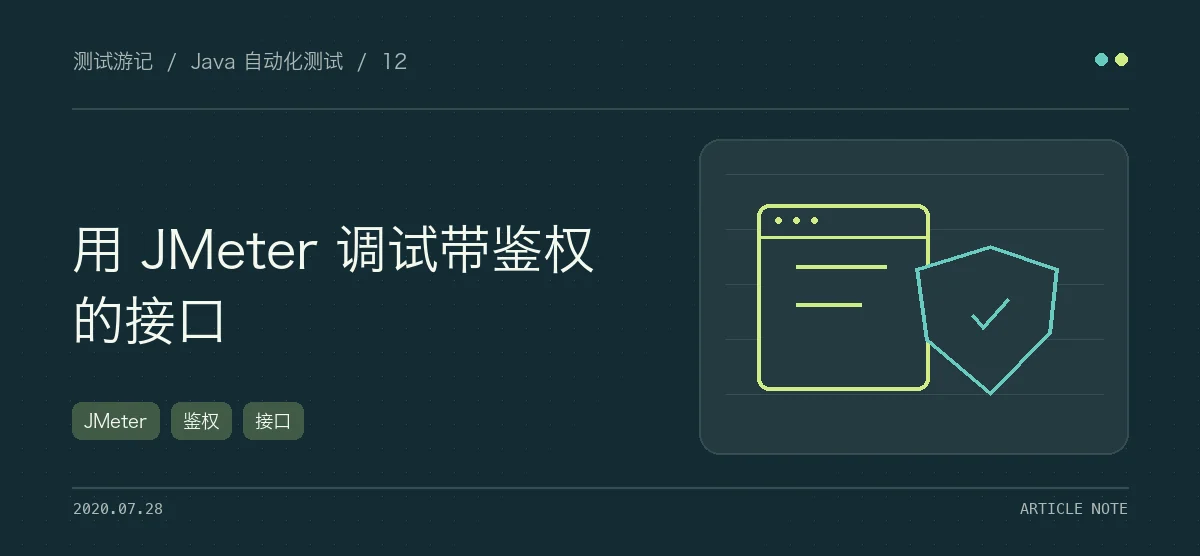 测试游记 / Java 自动化测试 / 12
用 JMeter 调试带鉴权
的接口
JMeter 鉴权 接口
2020.07.28
ARTICLE NOTE